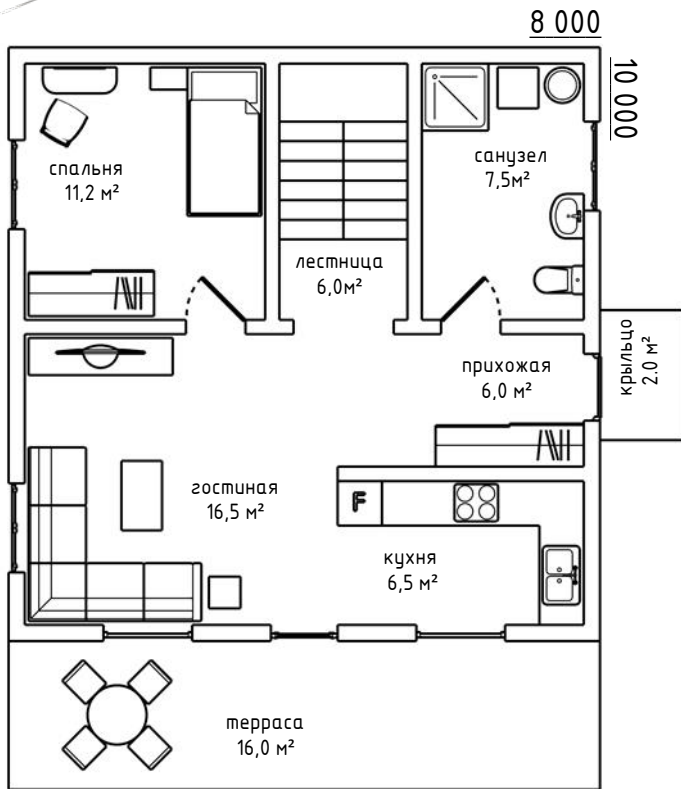 8 000
10 000
спальня
11,2 м²
санузел
7,5м²
лестница
6,0м²
прихожая
6,0 м²
крыльцо
2.0 м²
гостиная
16,5 м²
F
кухня
6,5 м²
терраса
16,0 м²